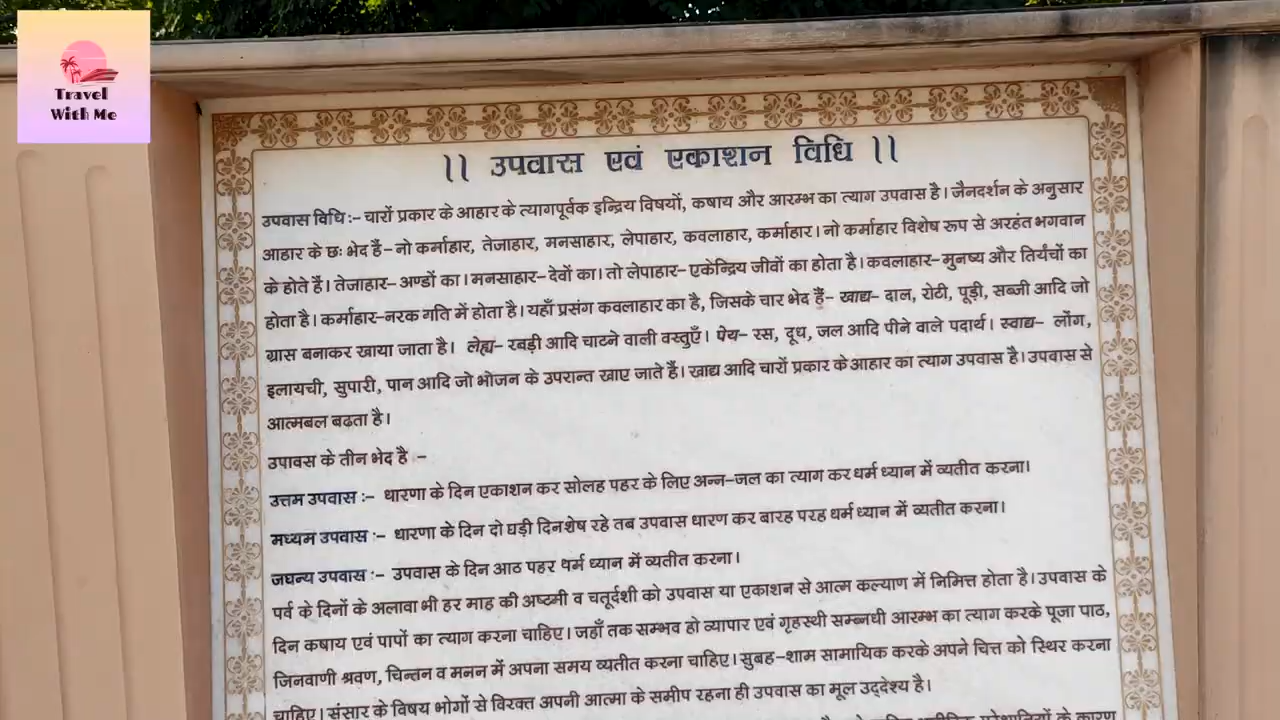 Travel
With Me
।। उपवास एवं एकाशन विधि ।।
उपवास विधि :– चारों प्रकार के आहार के त्यागपूर्वक इन्द्रिय विषयों, कषाय और आरम्भ का त्याग उपवास है। जैनदर्शन के अनुसार
आहार के छः भेद हैं– नो कर्माहार, तेजाहार, मनसाहार, लेपाहार, कवलाहार, कर्माहार। नो कर्माहार विशेष रूप से अरहंत भगवान
के होते हैं। तेजाहार– अण्डों का। मनसाहार– देवों का। तो लेपाहार– एकेन्द्रिय जीवों का होता है। कवलाहार–मुनष्य और तिर्यंचों का
होता है। कर्माहार–नरक गति में होता है। यहाँ प्रसंग कवलाहार का है, जिसके चार भेद हैं– खाद्य– दाल, रोटी, पूड़ी, सब्जी आदि जो
ग्रास बनाकर खाया जाता है। लेह्य– रबड़ी आदि चाटने वाली वस्तुएँ। पेय– रस, दूध, जल आदि पीने वाले पदार्थ। स्वाद्य– लोंग,
इलायची, सुपारी, पान आदि जो भोजन के उपरान्त खाए जाते हैं। खाद्य आदि चारों प्रकार के आहार का त्याग उपवास है। उपवास से
आत्मबल बढता है।
उपावस के तीन भेद है :–
उत्तम उपवास :– धारणा के दिन एकाशन कर सोलह पहर के लिए अन्न–जल का त्याग कर धर्म ध्यान में व्यतीत करना।
मध्यम उपवास :– धारणा के दिन दो घड़ी दिनशेष रहे तब उपवास धारण कर बारह परह धर्म ध्यान में व्यतीत करना।
जघन्य उपवास :– उपवास के दिन आठ पहर धर्म ध्यान में व्यतीत करना।
पर्व के दिनों के अलावा भी हर माह की अष्टमी व चतूर्दशी को उपवास या एकाशन से आत्म कल्याण में निमित्त होता है। उपवास के
दिन कषाय एवं पापों का त्याग करना चाहिए। जहाँ तक सम्भव हो व्यापार एवं गृहस्थी सम्बनधी आरम्भ का त्याग करके पूजा पाठ,
जिनवाणी श्रवण, चिन्तन व मनन में अपना समय व्यतीत करना चाहिए। सुबह–शाम सामायिक करके अपने चित्त को स्थिर करना
चाहिए। संसार के विषय भोगों से विरक्त अपनी आत्मा के समीप रहना ही उपवास का मूल उद्देश्य है।
के कारण